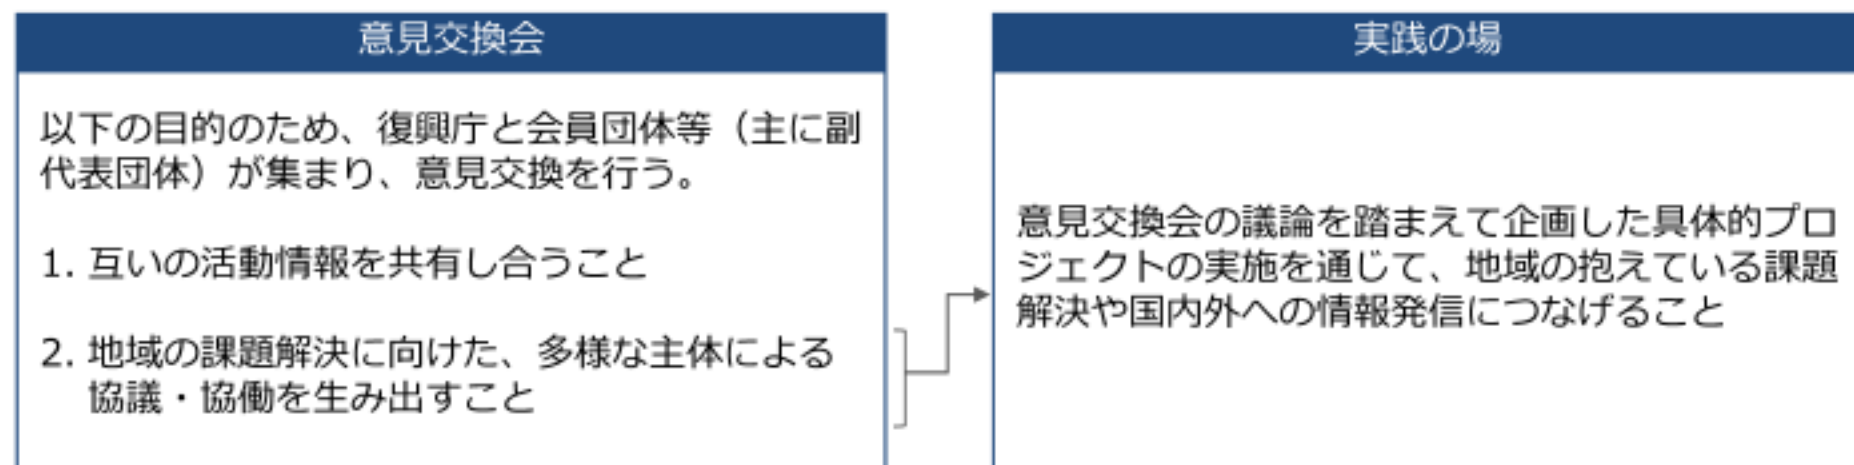 意見交換会
以下の目的のため、復興庁と会員団体等（主に副
代表団体）が集まり、意見交換を行う。
1. 互いの活動情報を共有し合うこと
2. 地域の課題解決に向けた、多様な主体による
協議・協働を生み出すこと
実践の場
意見交換会の議論を踏まえて企画した具体的プロ
ジェクトの実施を通じて、地域の抱えている課題
解決や国内外への情報発信につなげること